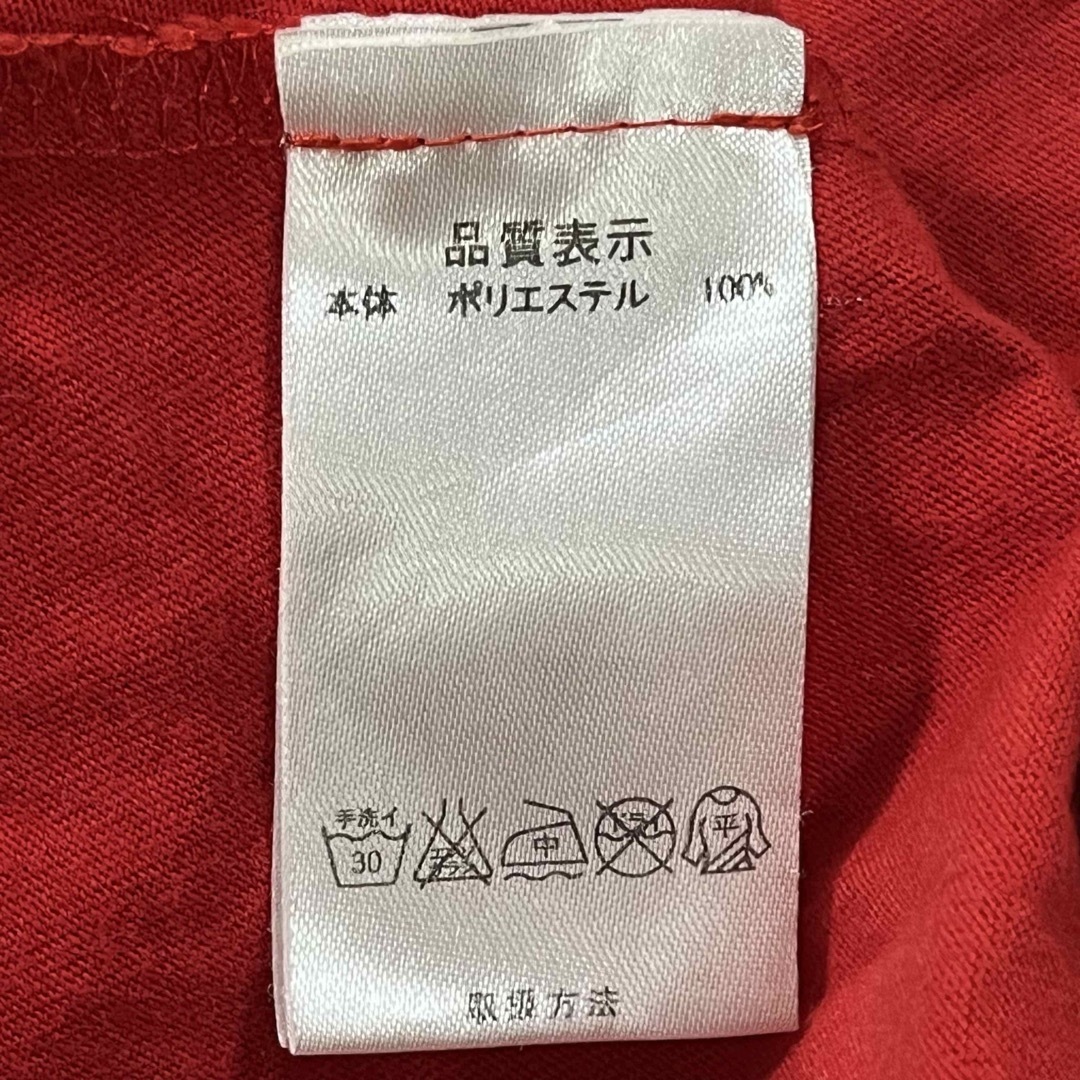 品質表示
本体 ポリエステル 100%
手洗イ 中 平
30
取扱方法